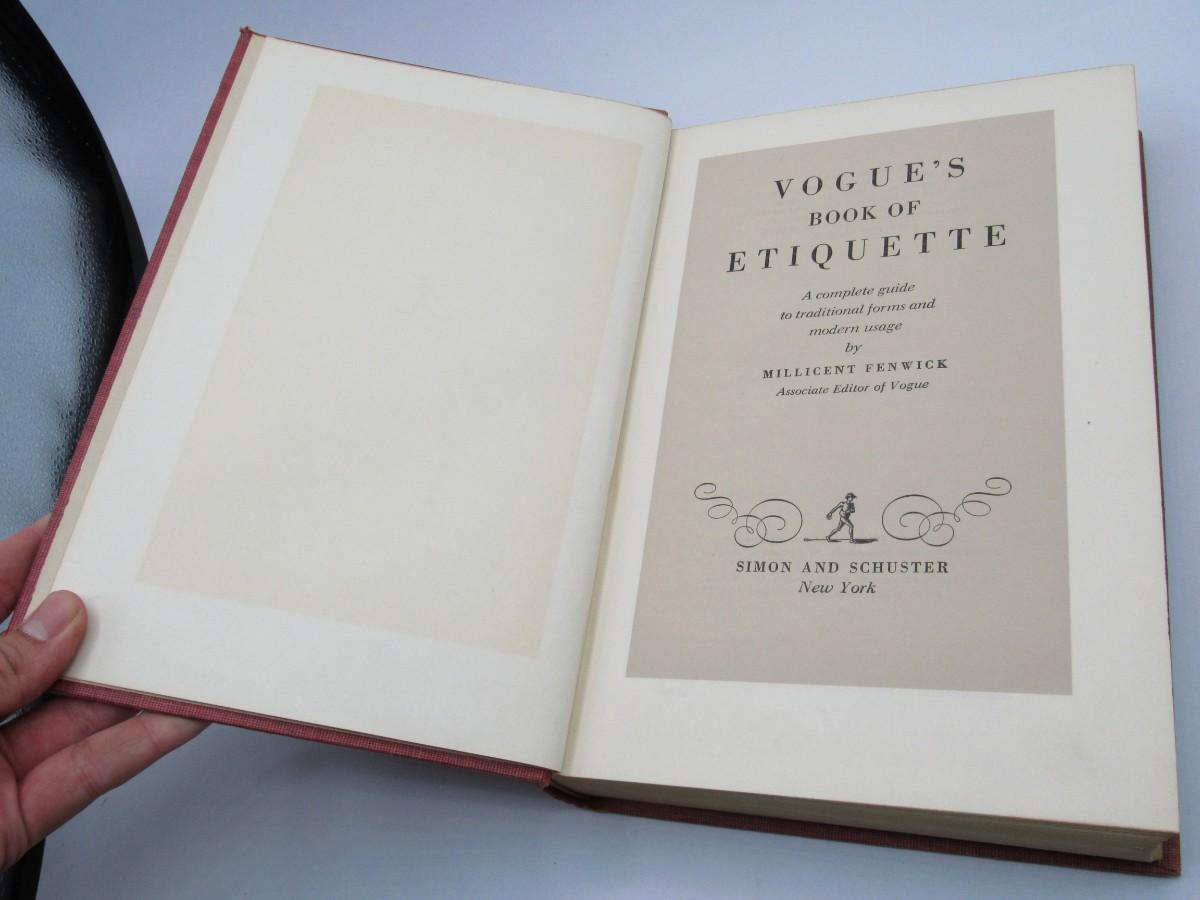 VOGUE'S
BOOK OF
ETIQUETTE
A complete guide
to traditional forms and
modern usage
by
MILLICENT FENWICK
Associate Editor of Vogue
SIMON AND SCHUSTER
New York